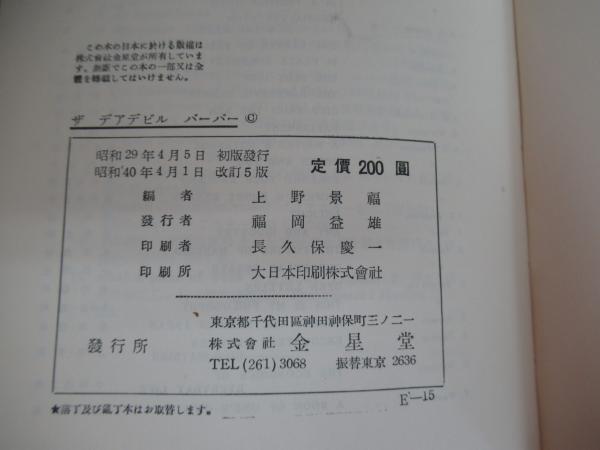 この本の日本に於ける版權は
株式會社金星堂が所有していま
す。無斷でこの本の一部又は全
體を轉載してはいけません。
ザ デアデビル バーバー Ⓒ
昭和29年4月5日 初版發行
昭和40年4月1日 改訂5版
定價200圓
編者 上野景福
發行者 福岡益雄
印刷者 長久保慶一
印刷所 大日本印刷株式會社
東京都千代田區神田神保町三ノ二一
發行所 株式會社 金星堂
TEL (261) 3068 振替東京 2636
★落丁及び亂丁本はお取替します。
E-15